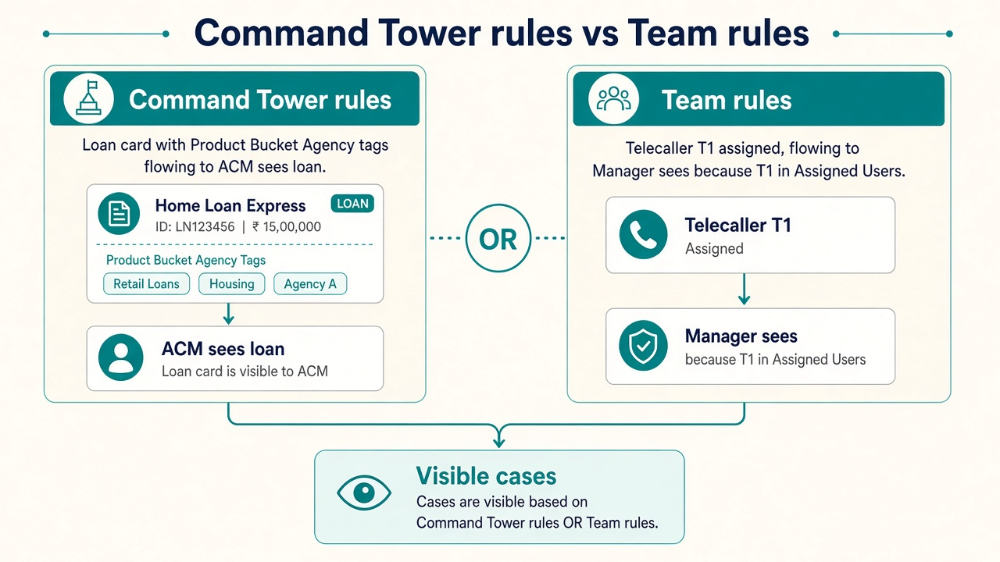 Command Tower rules vs Team rules
Command Tower rules
Loan card with Product Bucket Agency tags
flowing to ACM sees loan.
Home Loan Express
LOAN
ID: LN123456 | ₹ 15,00,000
Product Bucket Agency Tags
Retail Loans
Housing
Agency A
ACM sees loan
Loan card is visible to ACM
OR
Team rules
Telecaller T1 assigned, flowing to
Manager sees because T1 in Assigned Users.
Telecaller T1
Assigned
Manager sees
because T1 in Assigned Users
Visible cases
Cases are visible based on
Command Tower rules OR Team rules.